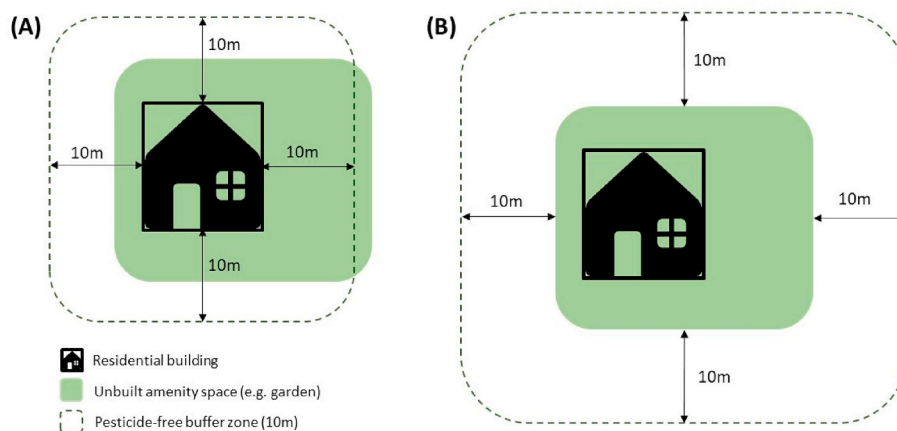 (A)
10m
10m
10m
10m
Residential building
Unbuilt amenity space (e.g. garden)
Pesticide-free buffer zone (10m)
(B)
10m
10m
10m
10m